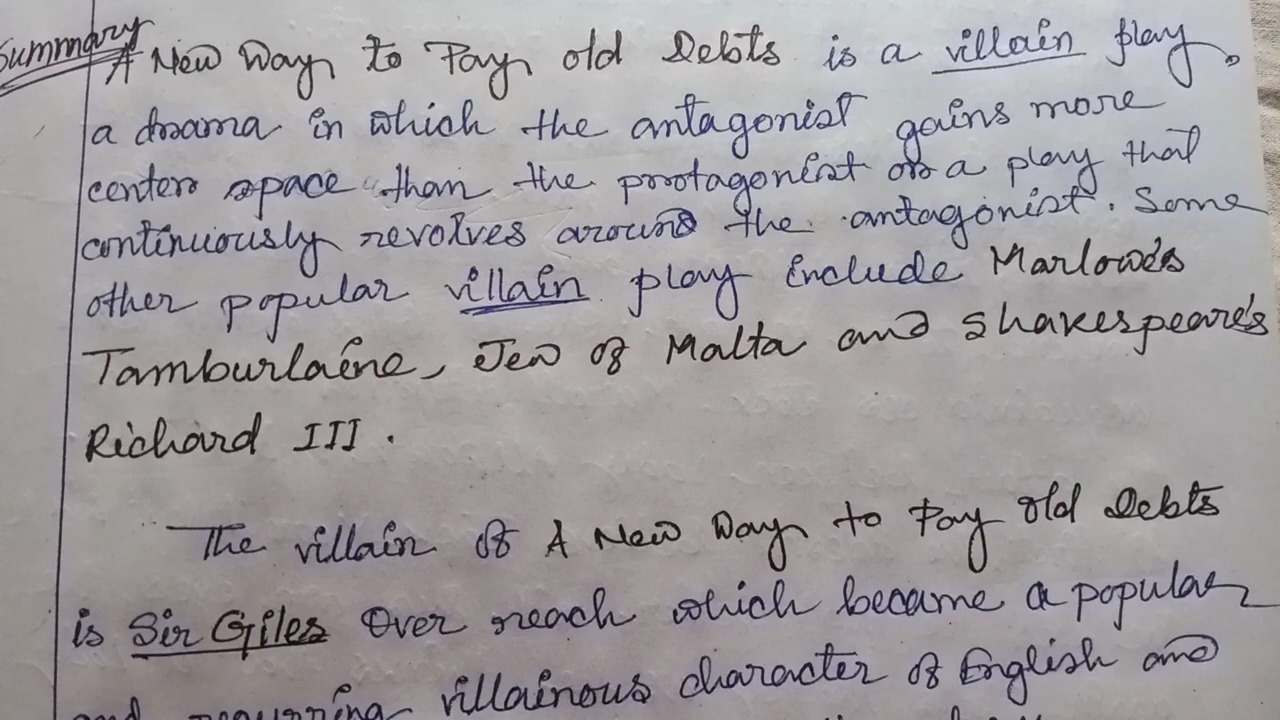 Summary
A New Way to Pay old Debts is a villain play,
a drama in which the antagonist gains more
center space than the protagonist or a play that
continuously revolves around the antagonist. Some
other popular villain play include Marlowe's
Tamburlaine, Jew of Malta and Shakespeare's
Richard III.
The villain of A New Way to Pay old Debts
is Sir Giles Over reach which became a popular
and recurring villainous character of English and